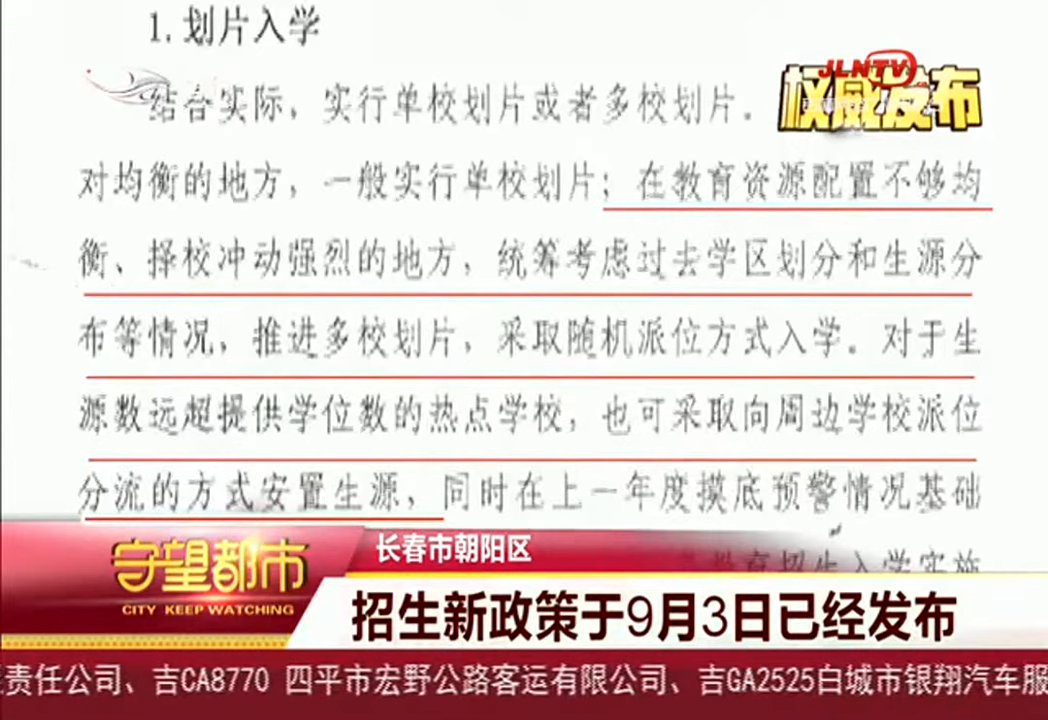 1. 划片入学
结合实际，实行单校划片或者多校划片。
JLNTV
权威发布
对均衡的地方，一般实行单校划片；在教育资源配置不够均
衡、择校冲动强烈的地方，统筹考虑过去学区划分和生源分
布等情况，推进多校划片，采取随机派位方式入学。对于生
源数远超提供学位数的热点学校，也可采取向周边学校派位
分流的方式安置生源，同时在上一年度摸底预警情况基础
教育招生入学实施
守望都市
CITY KEEP WATCHING
长春市朝阳区
招生新政策于9月3日已经发布
责任公司、吉CA8770 四平市宏野公路客运有限公司、吉GA2525白城市银翔汽车服